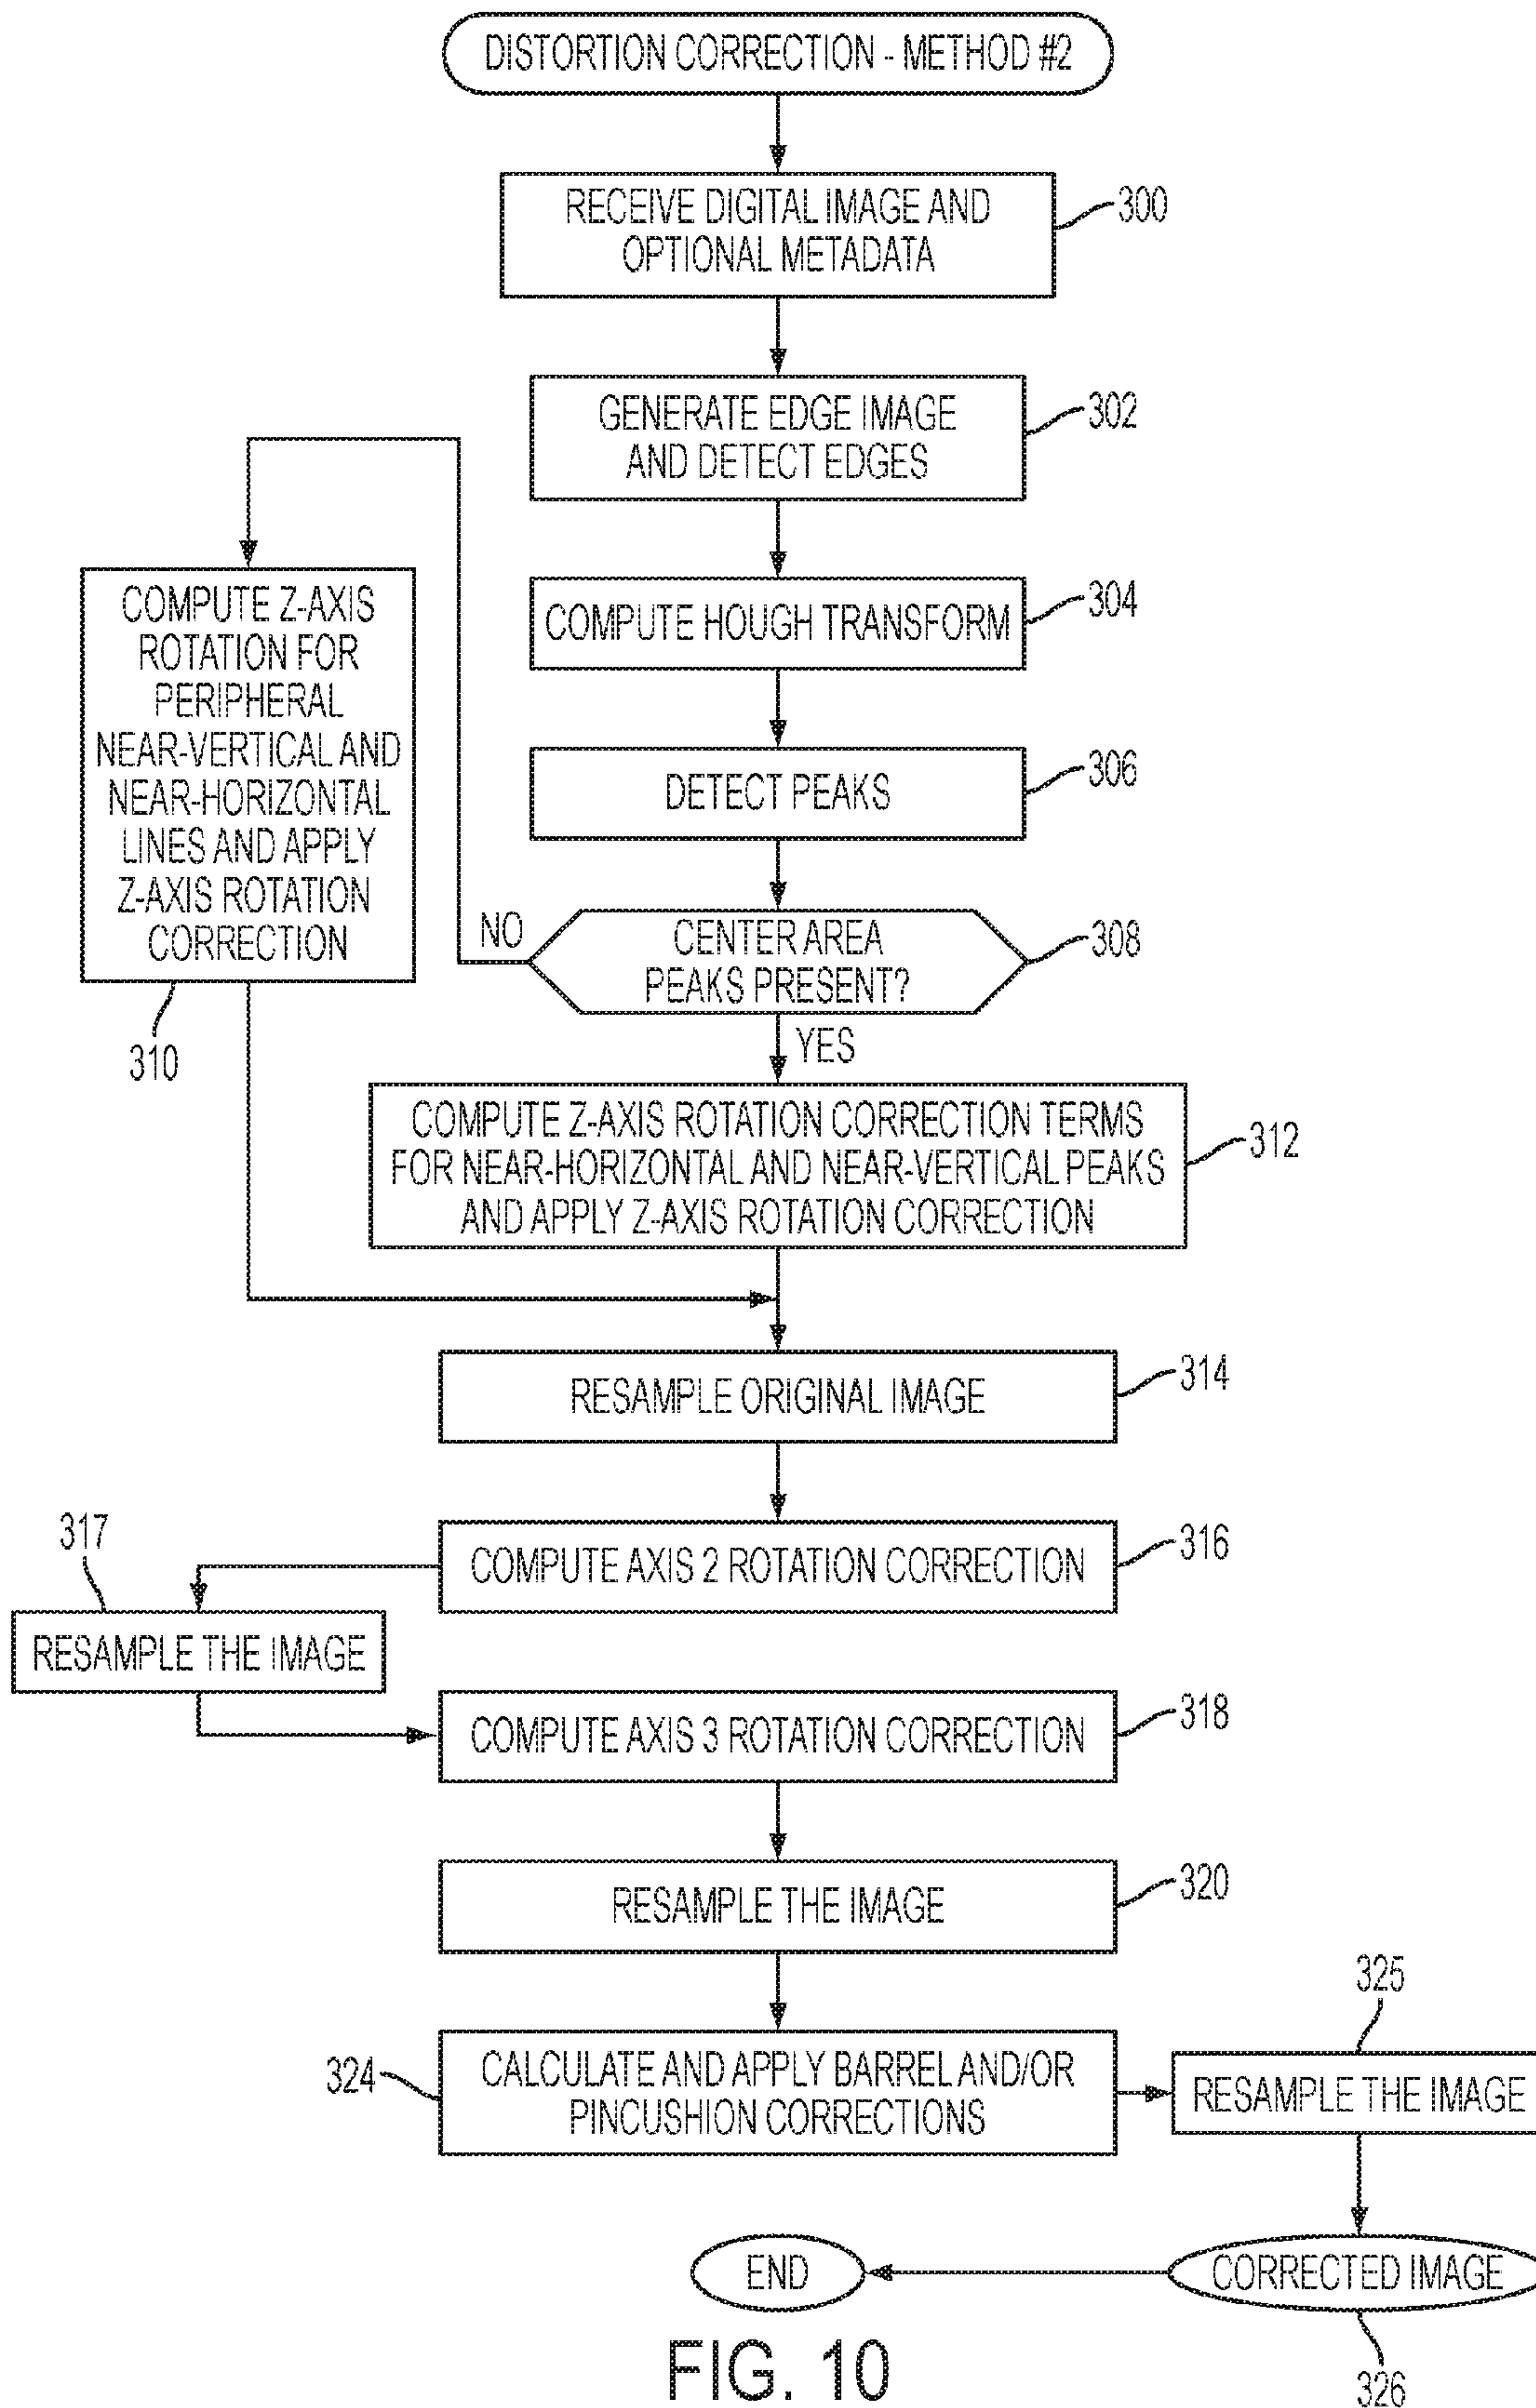 DISTORTION CORRECTION - METHOD #2
RECEIVE DIGITAL IMAGE AND
OPTIONAL METADATA
300
GENERATE EDGE IMAGE
AND DETECT EDGES
302
COMPUTE HOUGH TRANSFORM
304
DETECT PEAKS
306
CENTER AREA
PEAKS PRESENT?
308
NO
YES
COMPUTE Z-AXIS
ROTATION FOR
PERIPHERAL
NEAR-VERTICAL AND
NEAR-HORIZONTAL
LINES AND APPLY
Z-AXIS ROTATION
CORRECTION
310
COMPUTE Z-AXIS ROTATION CORRECTION TERMS
FOR NEAR-HORIZONTAL AND NEAR-VERTICAL PEAKS
AND APPLY Z-AXIS ROTATION CORRECTION
312
RESAMPLE ORIGINAL IMAGE
314
COMPUTE AXIS 2 ROTATION CORRECTION
316
317
RESAMPLE THE IMAGE
COMPUTE AXIS 3 ROTATION CORRECTION
318
RESAMPLE THE IMAGE
320
324
CALCULATE AND APPLY BARREL AND/OR
PINCUSHION CORRECTIONS
325
RESAMPLE THE IMAGE
CORRECTED IMAGE
326
END
FIG. 10